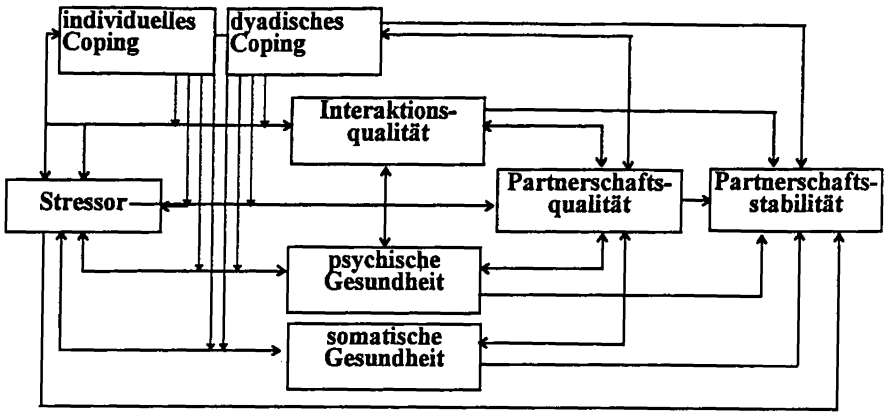 individuelles
Coping
dyadisches
Coping
Interaktions-
qualität
Stressor
Partnerschafts-
qualität
Partnerschafts-
stabilität
psychische
Gesundheit
somatische
Gesundheit